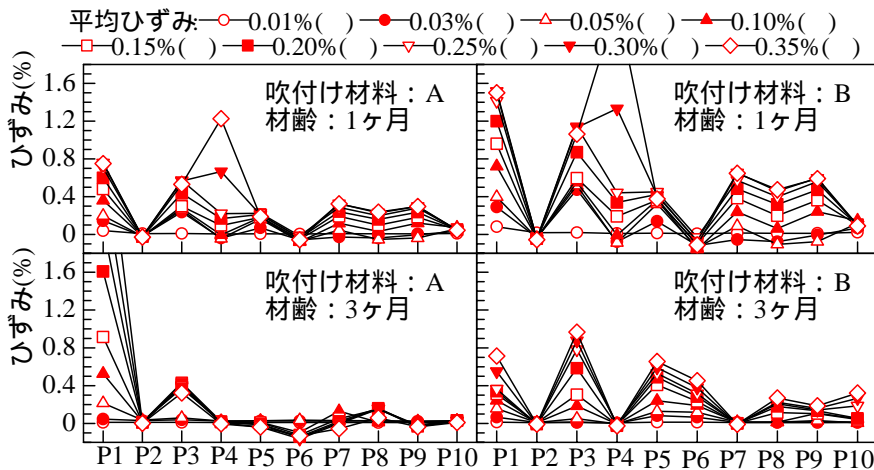 平均ひずみ: 0.01%( ) 0.03%( ) 0.05%( ) 0.10%( )
0.15%( ) 0.20%( ) 0.25%( ) 0.30%( ) 0.35%( )
ひずみ(%)
1.6
1.2
0.8
0.4
0
吹付け材料：A
材齢：1ヶ月
吹付け材料：B
材齢：1ヶ月
ひずみ(%)
1.6
1.2
0.8
0.4
0
吹付け材料：A
材齢：3ヶ月
吹付け材料：B
材齢：3ヶ月
P1 P2 P3 P4 P5 P6 P7 P8 P9 P10 P1 P2 P3 P4 P5 P6 P7 P8 P9 P10